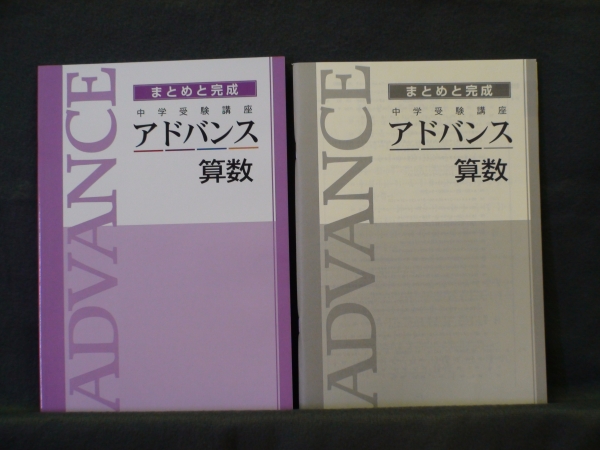 ADVANCE
まとめと完成
中学受験講座
アドバンス
算数
ADVANCE
まとめと完成
中学受験講座
アドバンス
算数